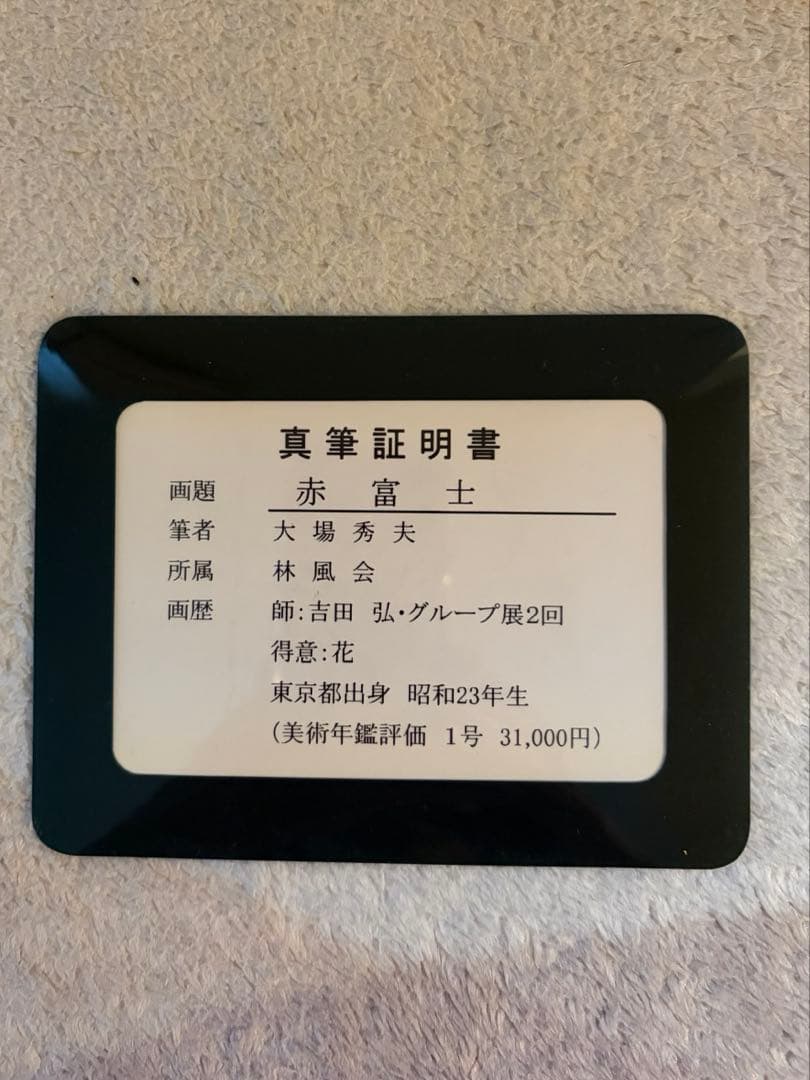 真筆証明書
画題 赤富士
筆者 大場秀夫
所属 林風会
画歴 師:吉田 弘・グループ展2回
得意:花
東京都出身 昭和23年生
(美術年鑑評価 1号 31,000円)